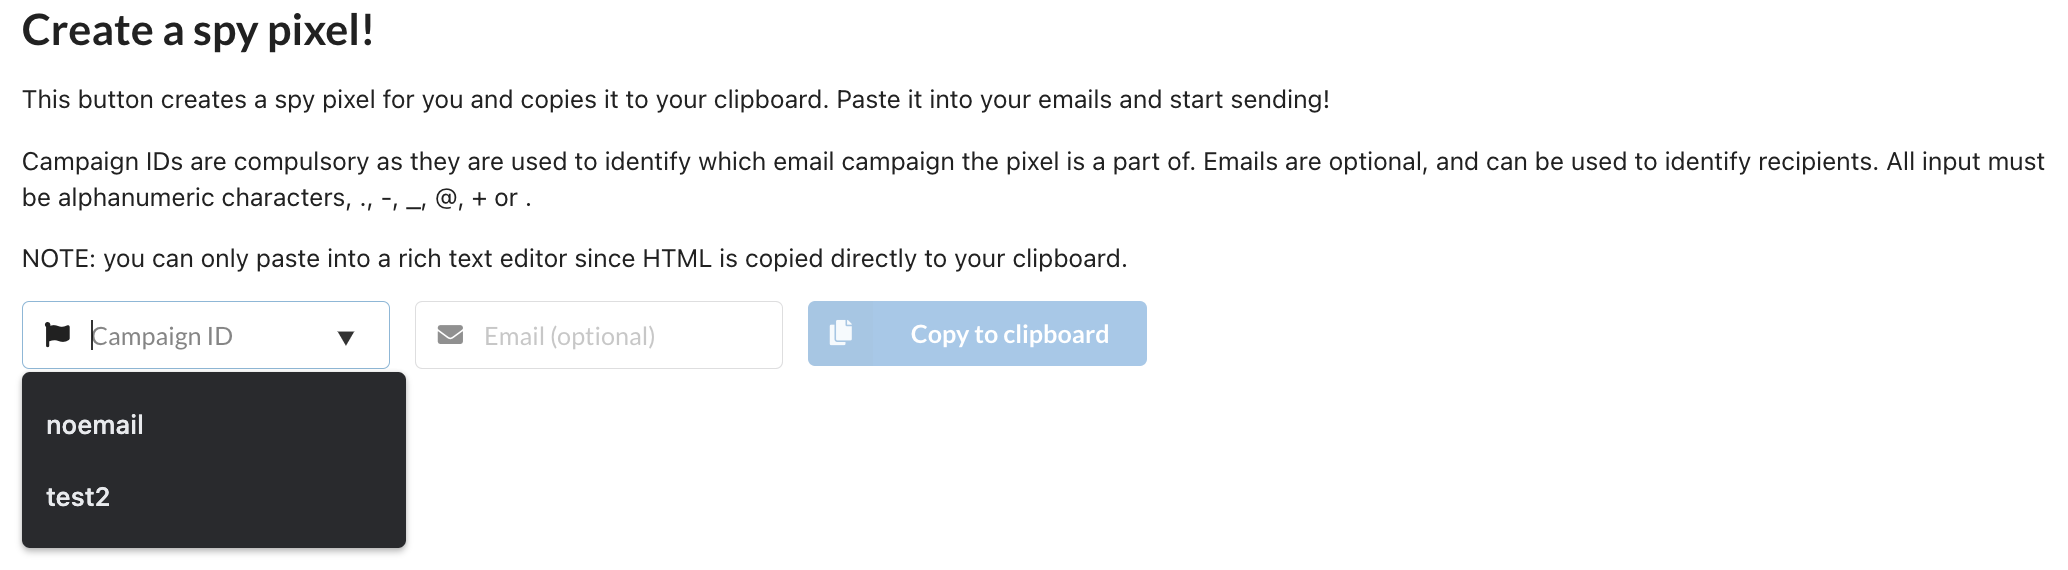 Create a spy pixel!
This button creates a spy pixel for you and copies it to your clipboard. Paste it into your emails and start sending!
Campaign IDs are compulsory as they are used to identify which email campaign the pixel is a part of. Emails are optional, and can be used to identify recipients. All input must
be alphanumeric characters, ., -, _, @, + or .
NOTE: you can only paste into a rich text editor since HTML is copied directly to your clipboard.
Campaign ID
Email (optional)
Copy to clipboard
noemail
test2